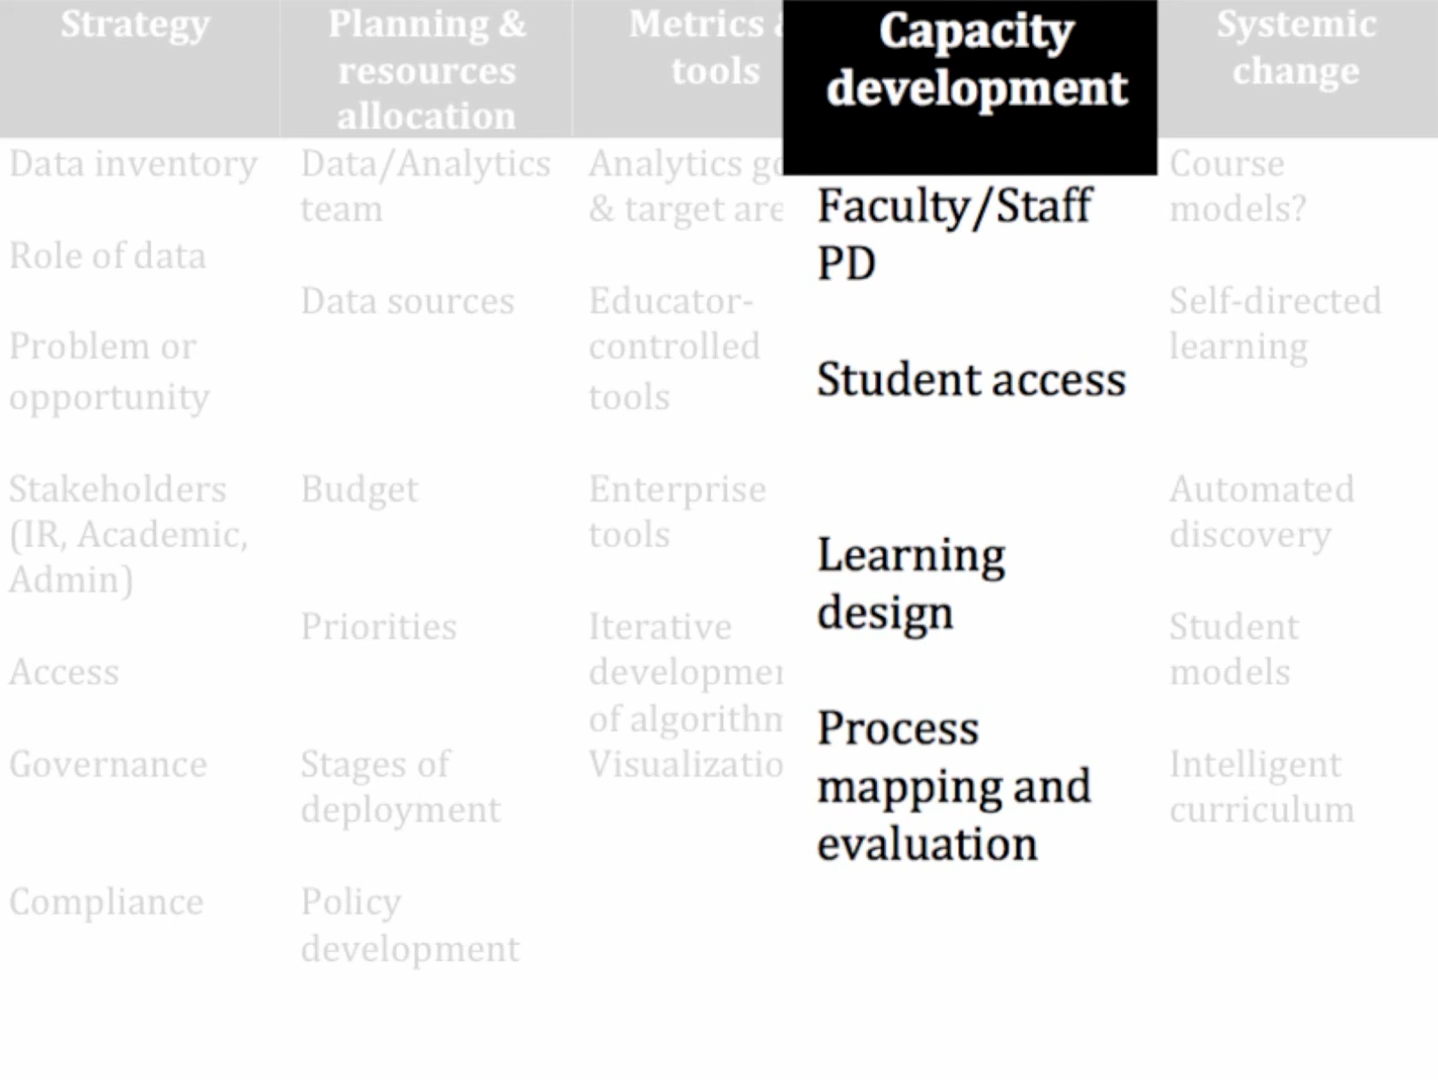 Strategy
Planning &
resources
allocation
Metrics &
tools
Capacity
development
Systemic
change
Data inventory
Role of data
Problem or
opportunity
Stakeholders
(IR, Academic,
Admin)
Access
Governance
Compliance
Data/Analytics
team
Data sources
Budget
Priorities
Stages of
deployment
Policy
development
Analytics
& target
Educator-
controlled
tools
Enterprise
tools
Iterative
of
Faculty/Staff
PD
Student access
Learning
design
Process
mapping and
evaluation
Course
models?
Self-directed
learning
Automated
discovery
Student
models
Intelligent
curriculum